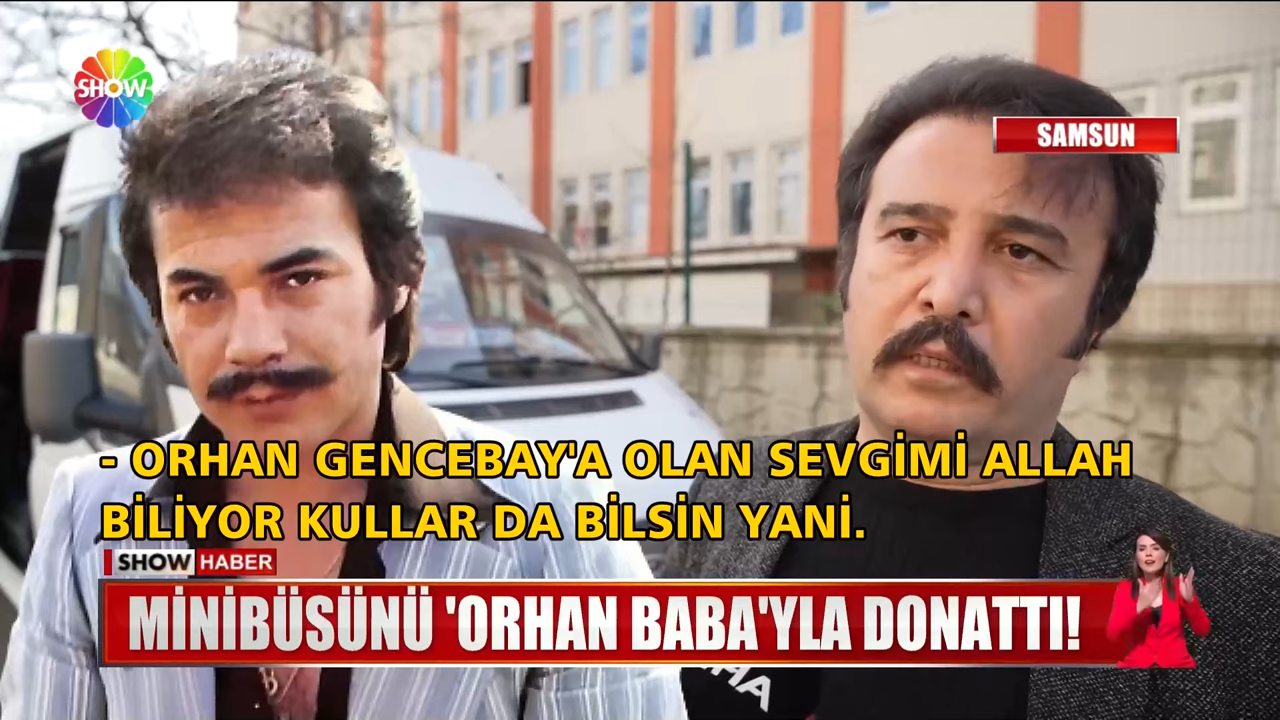 SHOW
SAMSUN
- ORHAN GENCEBAY'A OLAN SEVGİMİ ALLAH
BİLİYOR KULLAR DA BİLSİN YANİ.
SHOW HABER
MİNİBÜSÜNÜ 'ORHAN BABA'YLA DONATTI!